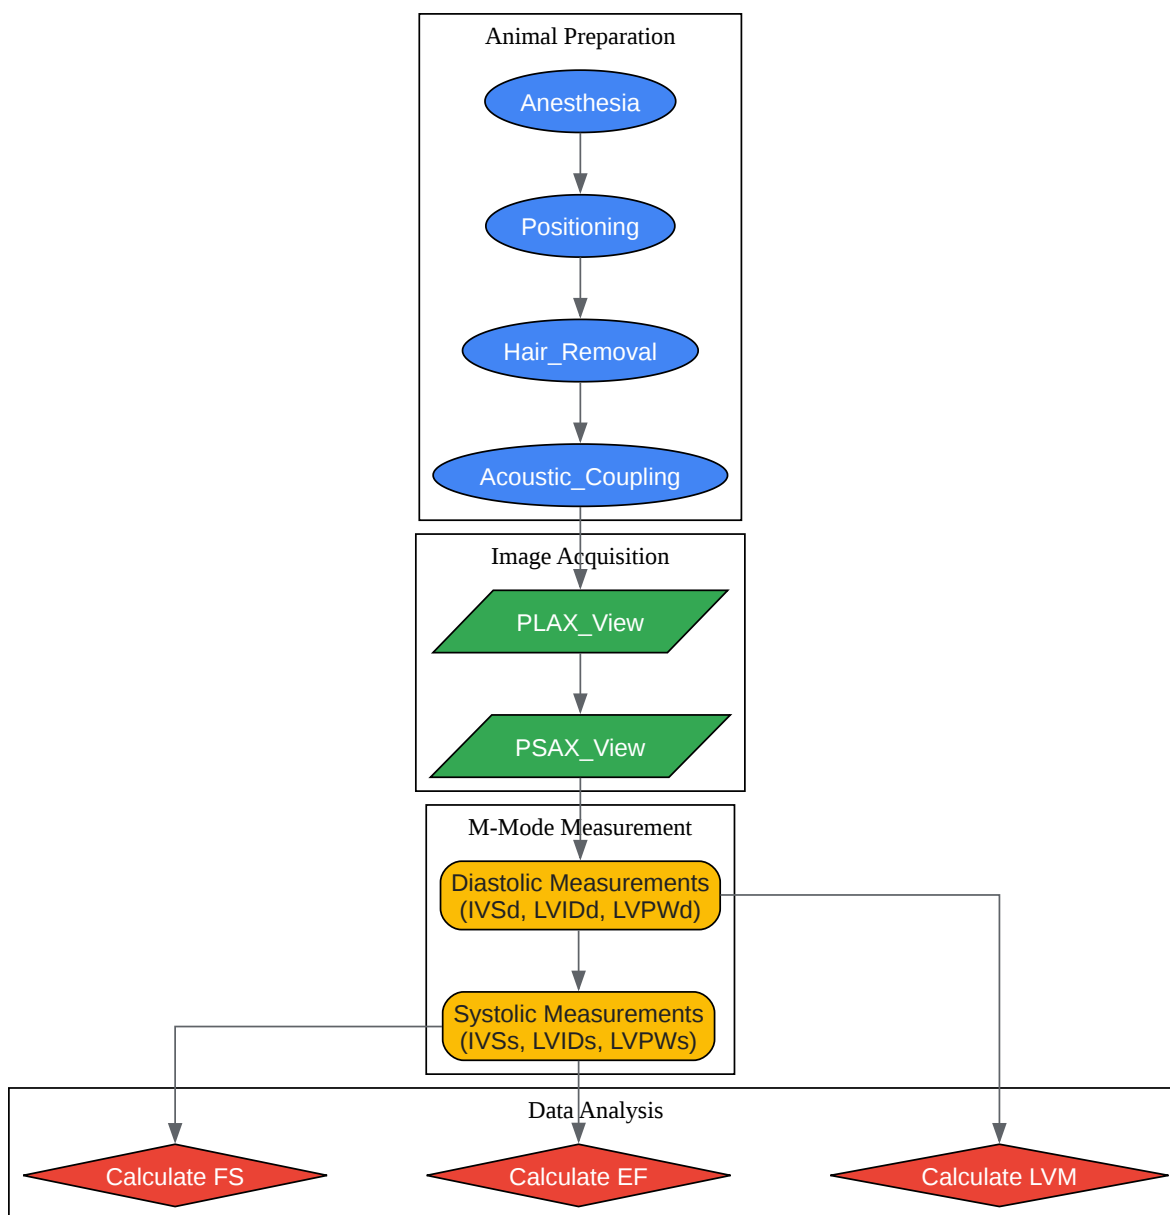 Animal Preparation
Anesthesia
Positioning
Hair_Removal
Acoustic_Coupling
Image Acquisition
PLAX_View
PSAX_View
M-Mode Measurement
Diastolic Measurements
(IVSd, LVIDd, LVPWd)
Systolic Measurements
(IVSs, LVIDs, LVPWs)
Data Analysis
Calculate FS
Calculate EF
Calculate LVM